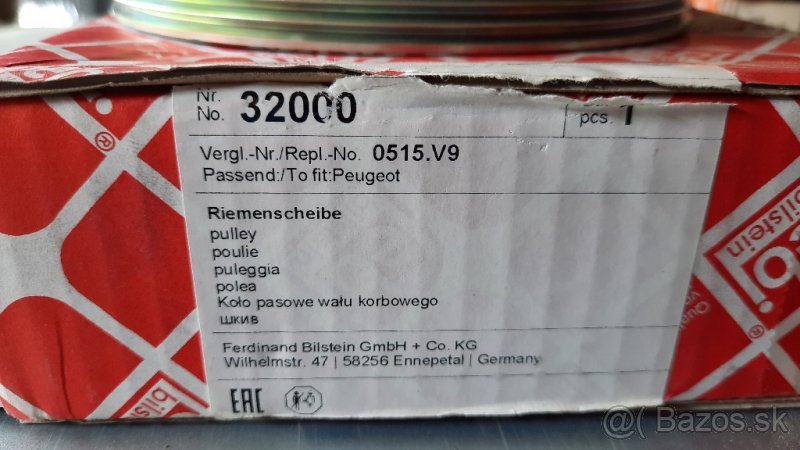 Nr.
No. 32000
pcs. 1
Vergl.-Nr./Repl.-No. 0515.V9
Passend:/To fit:Peugeot
Riemenscheibe
pulley
poulie
puleggia
polea
Koło pasowe wału korbowego
шкив
Ferdinand Bilstein GmbH + Co. KG
Wilhelmstr. 47 | 58256 Ennepetal | Germany
EAC
bilstein
®
bilstein
®
bilstein
®
@ Bazos.sk